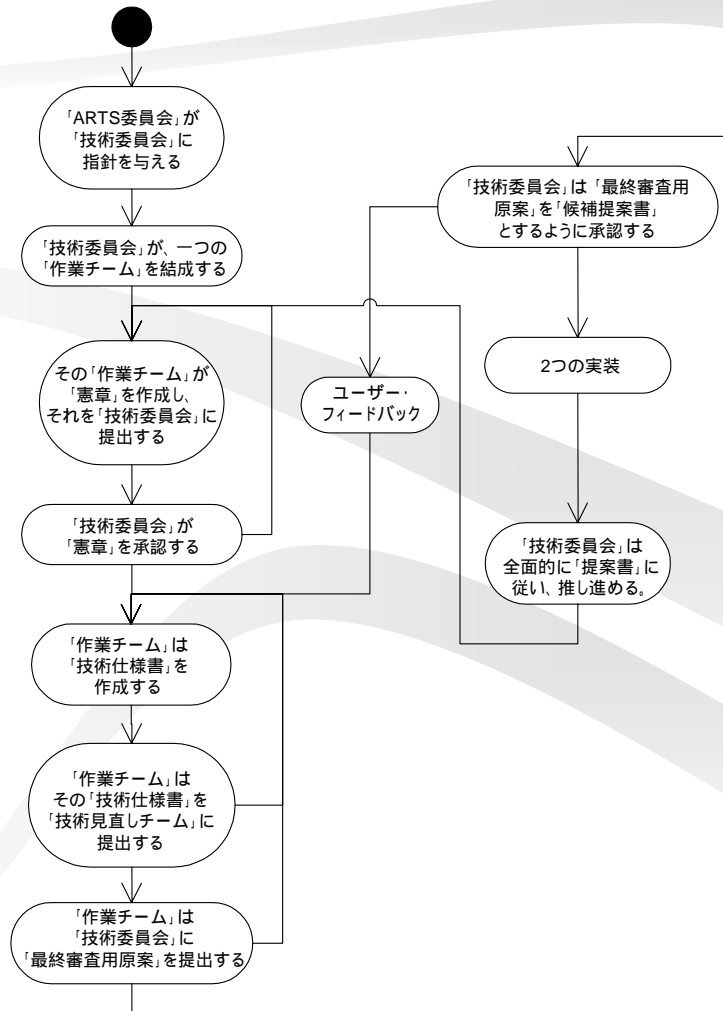 「ARTS委員会」が
「技術委員会」に
指針を与える
「技術委員会」が、一つの
「作業チーム」を結成する
その「作業チーム」が
「憲章」を作成し、
それを「技術委員会」に
提出する
「技術委員会」が
「憲章」を承認する
「作業チーム」は
「技術仕様書」を
作成する
「作業チーム」は
その「技術仕様書」を
「技術見直しチーム」に
提出する
「作業チーム」は
「技術委員会」に
「最終審査用原案」を提出する
「技術委員会」は「最終審査用
原案」を「候補提案書」
とするように承認する
ユーザー・
フィードバック
2つの実装
「技術委員会」は
全面的に「提案書」に
従い、推し進める。